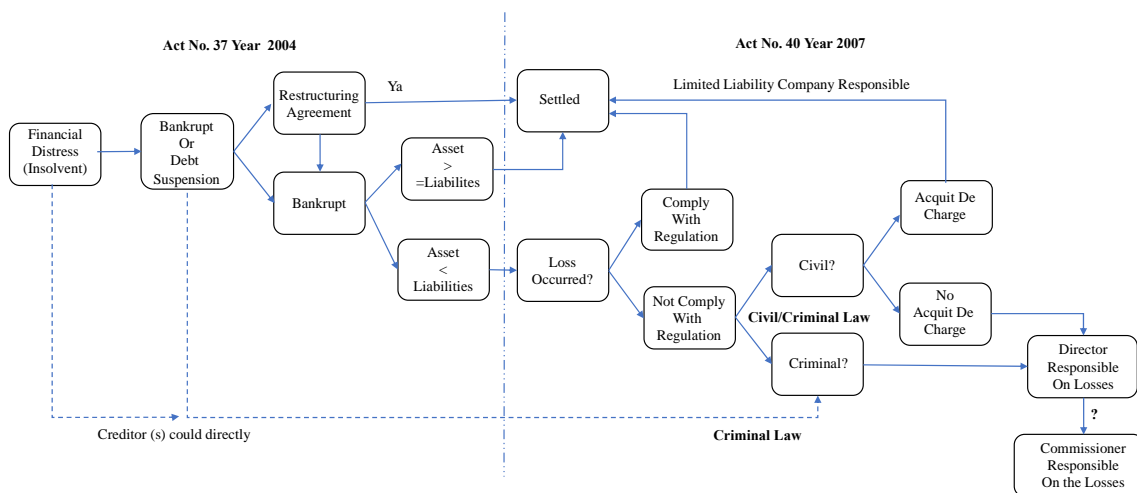 Act No. 37 Year 2004
Act No. 40 Year 2007
Financial
Distress
(Insolvent)
Bankrupt
Or
Debt
Suspension
Restructuring
Agreement
Ya
Bankrupt
Asset
>
=Liabilites
Asset
<
Liabilities
Settled
Limited Liability Company Responsible
Loss
Occurred?
Comply
With
Regulation
Not Comply
With
Regulation
Civil?
Civil/Criminal Law
Criminal?
Acquit De
Charge
No
Acquit De
Charge
Director
Responsible
On Losses
?
Commissioner
Responsible
On the Losses
Creditor (s) could directly
Criminal Law